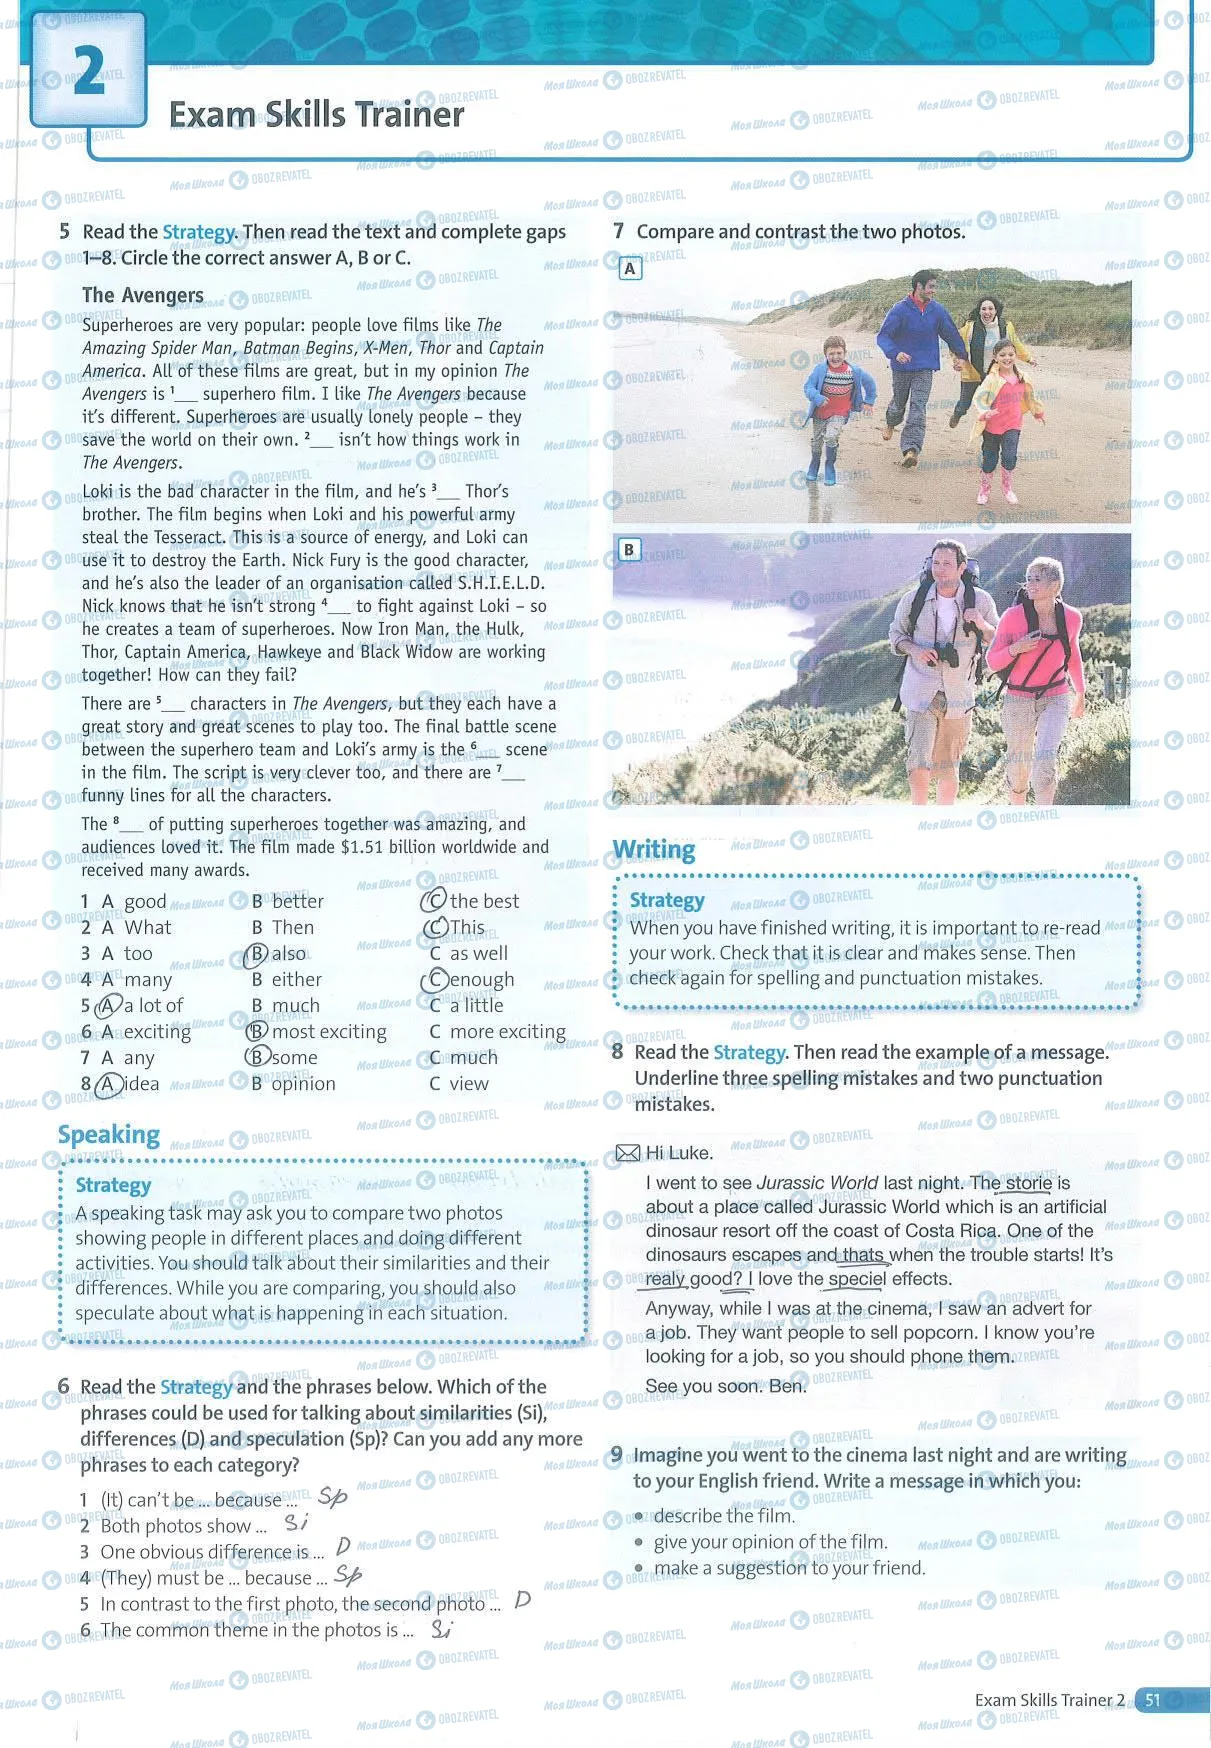 2
Exam Skills Trainer
5 Read the Strategy. Then read the text and complete gaps
1–8. Circle the correct answer A, B or C.
The Avengers
Superheroes are very popular: people love films like The
Amazing Spider Man, Batman Begins, X-Men, Thor and Captain
America. All of these films are great, but in my opinion The
Avengers is 1__ superhero film. I like The Avengers because
it's different. Superheroes are usually lonely people – they
save the world on their own. 2__ isn't how things work in
The Avengers.
Loki is the bad character in the film, and he's 3__ Thor's
brother. The film begins when Loki and his powerful army
steal the Tesseract. This is a source of energy, and Loki can
use it to destroy the Earth. Nick Fury is the good character,
and he's also the leader of an organisation called S.H.I.E.L.D.
Nick knows that he isn't strong 4__ to fight against Loki – so
he creates a team of superheroes. Now Iron Man, the Hulk,
Thor, Captain America, Hawkeye and Black Widow are working
together! How can they fail?
There are 5__ characters in The Avengers, but they each have a
great story and great scenes to play too. The final battle scene
between the superhero team and Loki's army is the 6__ scene
in the film. The script is very clever too, and there are 7__
funny lines for all the characters.
The 8__ of putting superheroes together was amazing, and
audiences loved it. The film made $1.51 billion worldwide and
received many awards.
1 A good B better C the best
2 A What B Then C This
3 A too B also C as well
4 A many B either C enough
5 A a lot of B much C a little
6 A exciting B most exciting C more exciting
7 A any B some C much
8 A idea B opinion C view
Speaking
Strategy
A speaking task may ask you to compare two photos
showing people in different places and doing different
activities. You should talk about their similarities and their
differences. While you are comparing, you should also
speculate about what is happening in each situation.
6 Read the Strategy and the phrases below. Which of the
phrases could be used for talking about similarities (Si),
differences (D) and speculation (Sp)? Can you add any more
phrases to each category?
1 (It) can't be ... because ... Sp
2 Both photos show ... Si
3 One obvious difference is ... D
4 (They) must be ... because ... Sp
5 In contrast to the first photo, the second photo ... D
6 The common theme in the photos is ... Si
7 Compare and contrast the two photos.
A
B
Writing
Strategy
When you have finished writing, it is important to re-read
your work. Check that it is clear and makes sense. Then
check again for spelling and punctuation mistakes.
8 Read the Strategy. Then read the example of a message.
Underline three spelling mistakes and two punctuation
mistakes.
Hi Luke.
I went to see Jurassic World last night. The storie is
about a place called Jurassic World which is an artificial
dinosaur resort off the coast of Costa Rica. One of the
dinosaurs escapes and thats when the trouble starts! It's
realy good? I love the speciel effects.
Anyway, while I was at the cinema, I saw an advert for
a job. They want people to sell popcorn. I know you're
looking for a job, so you should phone them.
See you soon. Ben.
9 Imagine you went to the cinema last night and are writing
to your English friend. Write a message in which you:
• describe the film.
• give your opinion of the film.
• make a suggestion to your friend.
Exam Skills Trainer 2 51
МояШкола OBOZREVATEL